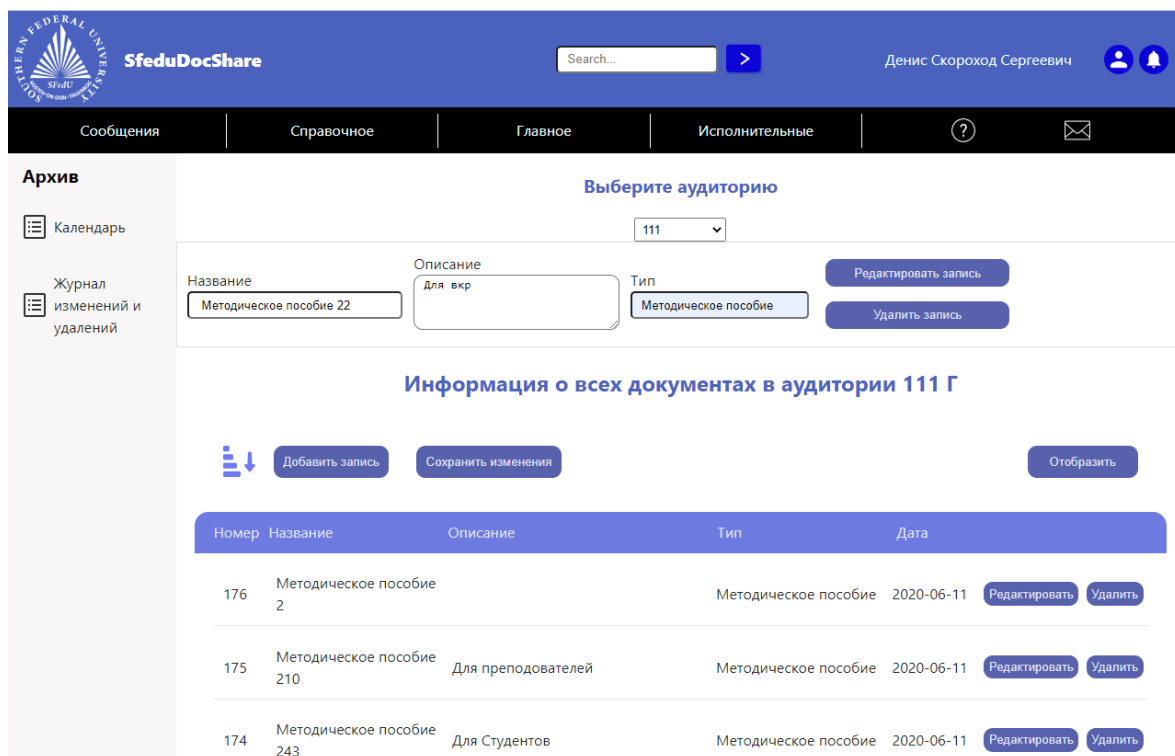 SOUTHERN FEDERAL UNIVERSITY
SFedU
SfeduDocShare
Search...
>
Денис Скороход Сергеевич
Сообщения
Справочное
Главное
Исполнительные
?
Архив
Выберите аудиторию
Календарь
111
Журнал
изменений и
удалений
Название
Описание
Тип
Методическое пособие 22
Для вкр
Методическое пособие
Редактировать запись
Удалить запись
Информация о всех документах в аудитории 111 Г
Добавить запись
Сохранить изменения
Отобразить
Номер Название Описание Тип Дата
176 Методическое пособие Методическое пособие 2020-06-11 Редактировать Удалить
2
175 Методическое пособие Для преподователей Методическое пособие 2020-06-11 Редактировать Удалить
210
174 Методическое пособие Для Студентов Методическое пособие 2020-06-11 Редактировать Удалить
243